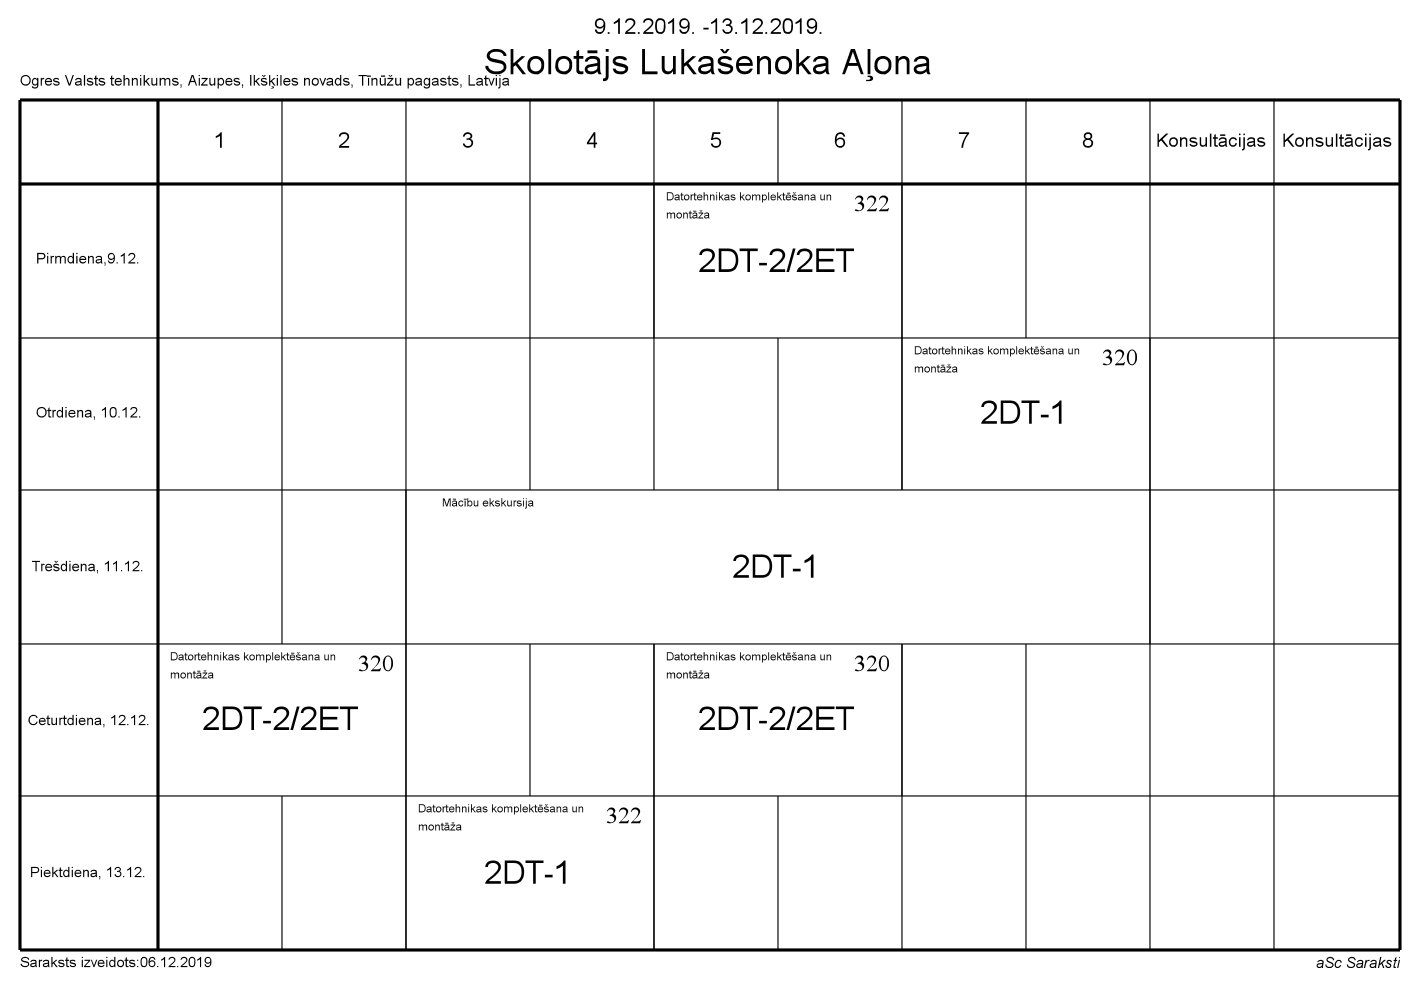 9.12.2019. -13.12.2019.
Skolotājs Lukašenoka Aļona
Ogres Valsts tehnikums, Aizupes, Ikšķiles novads, Tīnūžu pagasts, Latvija
1 2 3 4 5 6 7 8 Konsultācijas Konsultācijas
Pirmdiena,9.12.
Datortehnikas komplektēšana un
montāža
322
2DT-2/2ET
Otrdiena, 10.12.
Datortehnikas komplektēšana un
montāža
320
2DT-1
Trešdiena, 11.12.
Mācību ekskursija
2DT-1
Ceturtdiena, 12.12.
Datortehnikas komplektēšana un
montāža
320
2DT-2/2ET
Datortehnikas komplektēšana un
montāža
320
2DT-2/2ET
Piektdiena, 13.12.
Datortehnikas komplektēšana un
montāža
322
2DT-1
Saraksts izveidots:06.12.2019
aSc Saraksti